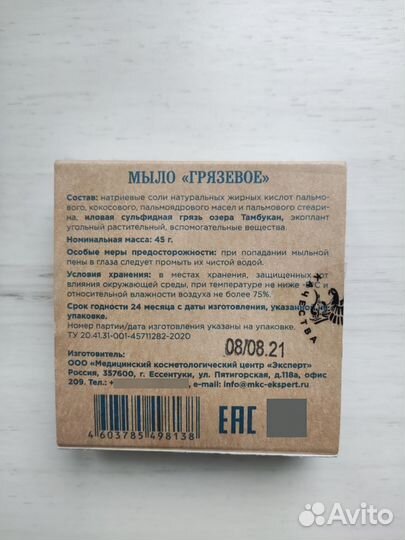 МЫЛО «ГРЯЗЕВОЕ»
Состав: натриевые соли натуральных жирных кислот пальмо-
вого, кокосового, пальмоядрового масел и пальмового стеари-
на, иловая сульфидная грязь озера Тамбукан, экоплант
угольный растительный, вспомогательные вещества.
Номинальная масса: 45 г.
Особые меры предосторожности: при попадании мыльной
пены в глаза следует промыть их чистой водой.
Условия хранения: в местах хранения, защищенных от
влияния окружающей среды, при температуре не ниже и
относительной влажности воздуха не более 75%.
Срок годности 24 месяца с даты изготовления, указанной на
упаковке.
Номер партии/дата изготовления указаны на упаковке.
ТУ 20.41.31-001-45711282-2020
КАЧЕСТВА
08/08.21
Изготовитель:
ООО «Медицинский косметологический центр «Эксперт»
Россия, 357600, г. Ессентуки, ул. Пятигорская, д.118а, офис
209. Тел.: + , e-mail: info@mkc-ekspert.ru
4 603785 498138
EAC
Avito